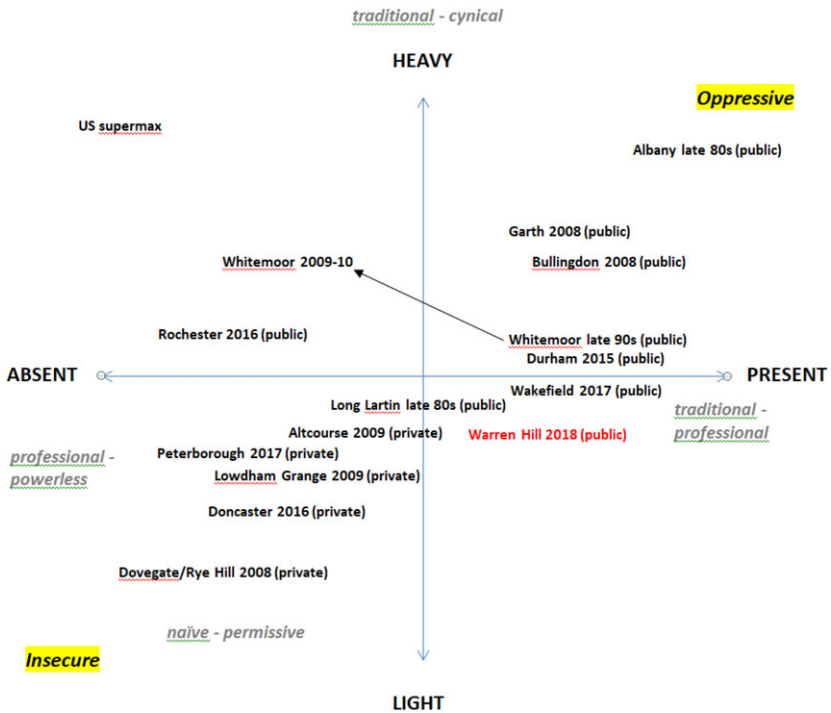 traditional - cynical
HEAVY
Oppressive
US supermax
Albany late 80s (public)
Garth 2008 (public)
Whitemoor 2009-10
Bullingdon 2008 (public)
Rochester 2016 (public)
Whitemoor late 90s (public)
Durham 2015 (public)
ABSENT
PRESENT
Wakefield 2017 (public)
Long Lartin late 80s (public)
traditional -
professional
Altcourse 2009 (private)
Warren Hill 2018 (public)
professional -
powerless
Peterborough 2017 (private)
Lowdham Grange 2009 (private)
Doncaster 2016 (private)
Dovegate/Rye Hill 2008 (private)
naïve - permissive
Insecure
LIGHT